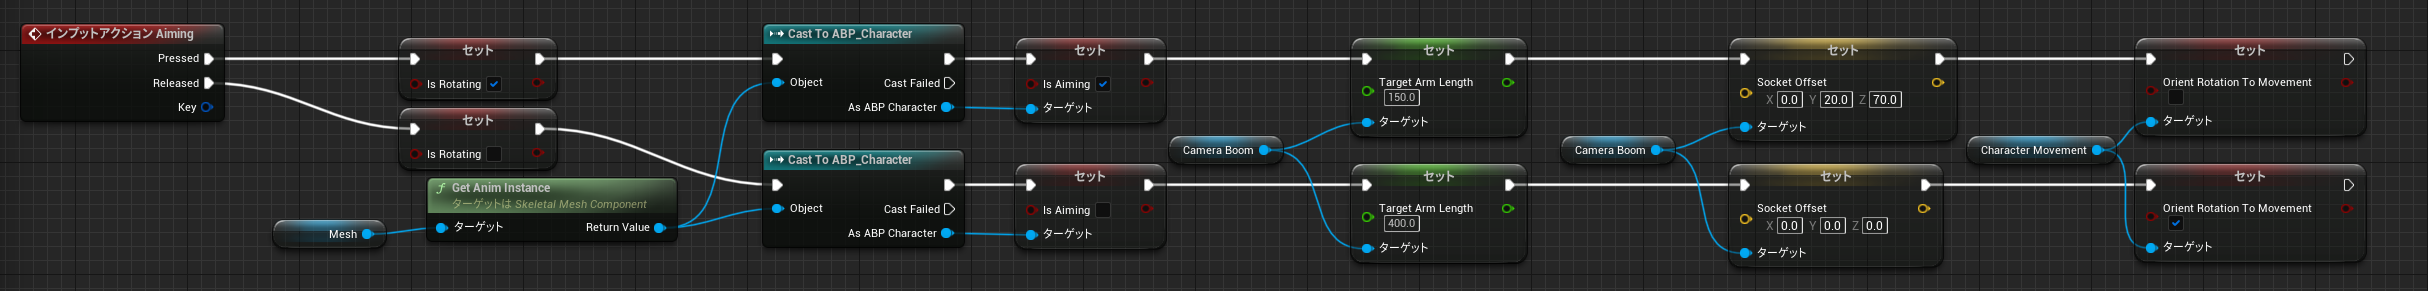 インプットアクション Aiming
Pressed
Released
Key
セット
Is Rotating
セット
Is Rotating
Mesh
Get Anim Instance
ターゲットは Skeletal Mesh Component
ターゲット Return Value
Cast To ABP_Character
Object
Cast Failed
As ABP Character
Cast To ABP_Character
Object
Cast Failed
As ABP Character
セット
Is Aiming
ターゲット
セット
Is Aiming
ターゲット
Camera Boom
セット
Target Arm Length
150.0
ターゲット
セット
Target Arm Length
400.0
ターゲット
Camera Boom
セット
Socket Offset
X 0.0 Y 20.0 Z 70.0
ターゲット
セット
Socket Offset
X 0.0 Y 0.0 Z 0.0
ターゲット
Character Movement
セット
Orient Rotation To Movement
ターゲット
セット
Orient Rotation To Movement
ターゲット